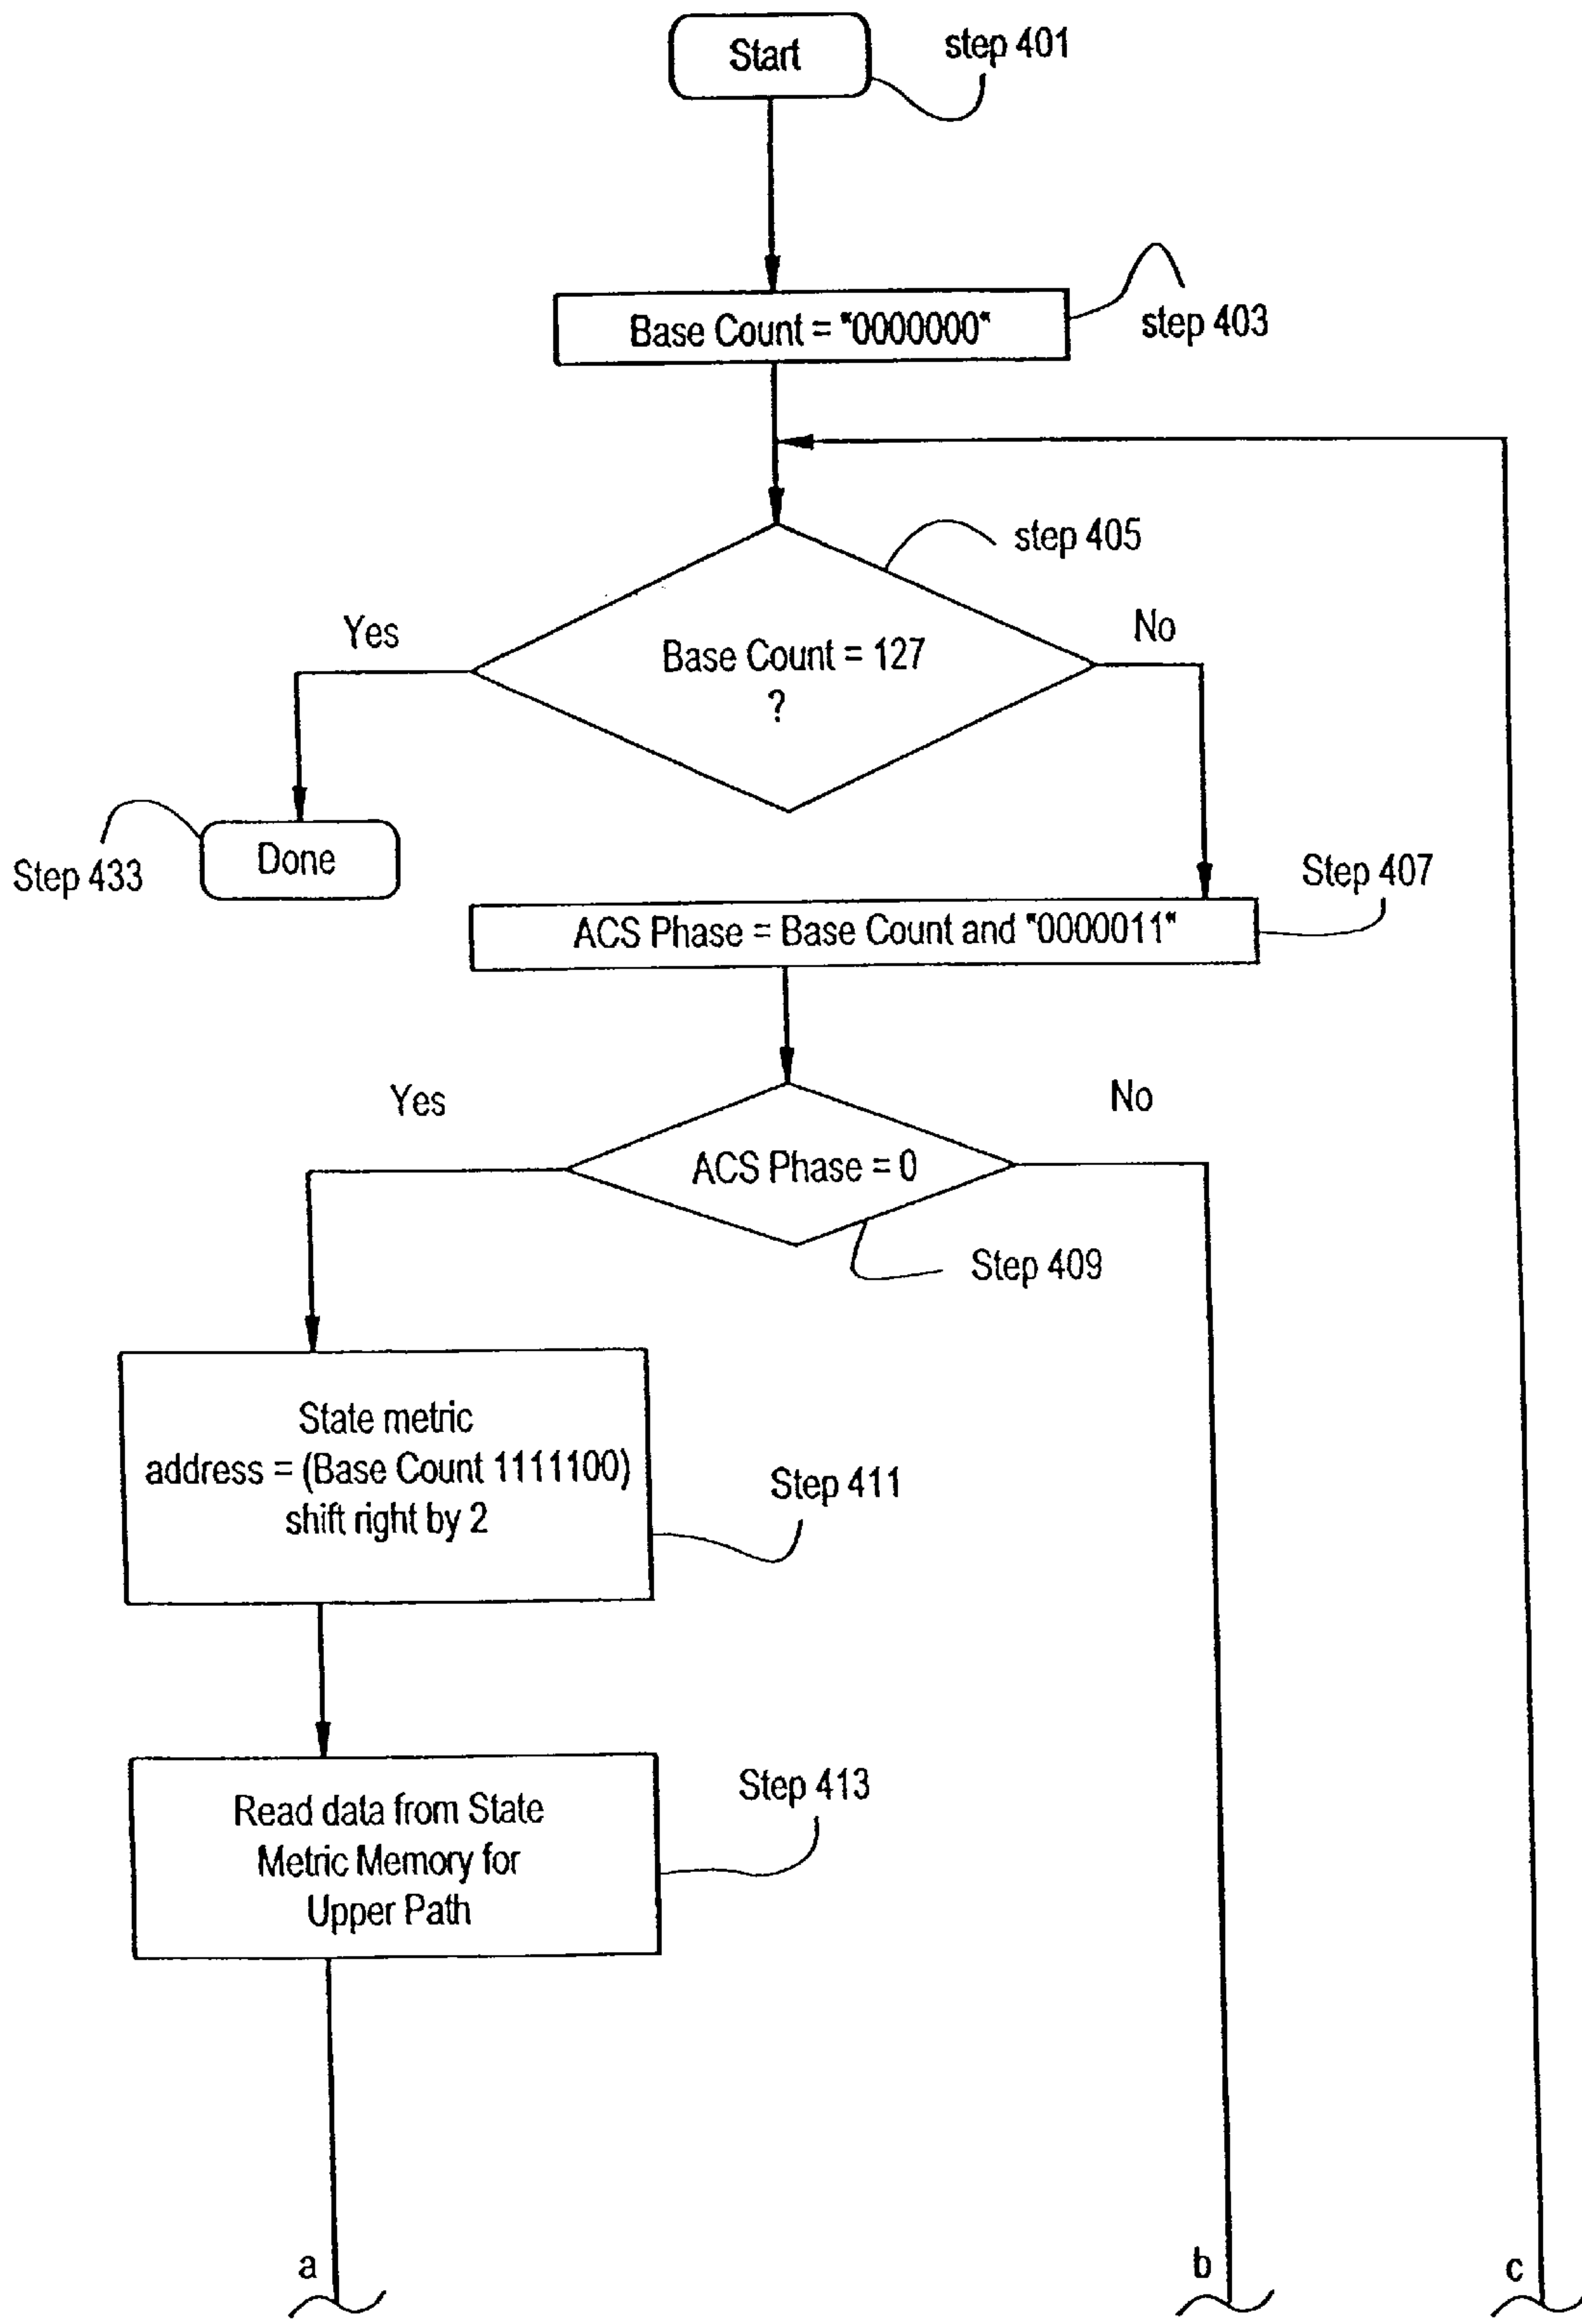 Start
step 401
Base Count = "0000000"
step 403
step 405
Yes
No
Base Count = 127
?
Step 433
Done
Step 407
ACS Phase = Base Count and "0000011"
Yes
No
ACS Phase = 0
Step 409
State metric
address = (Base Count 1111100)
shift right by 2
Step 411
Step 413
Read data from State
Metric Memory for
Upper Path
a
b
c